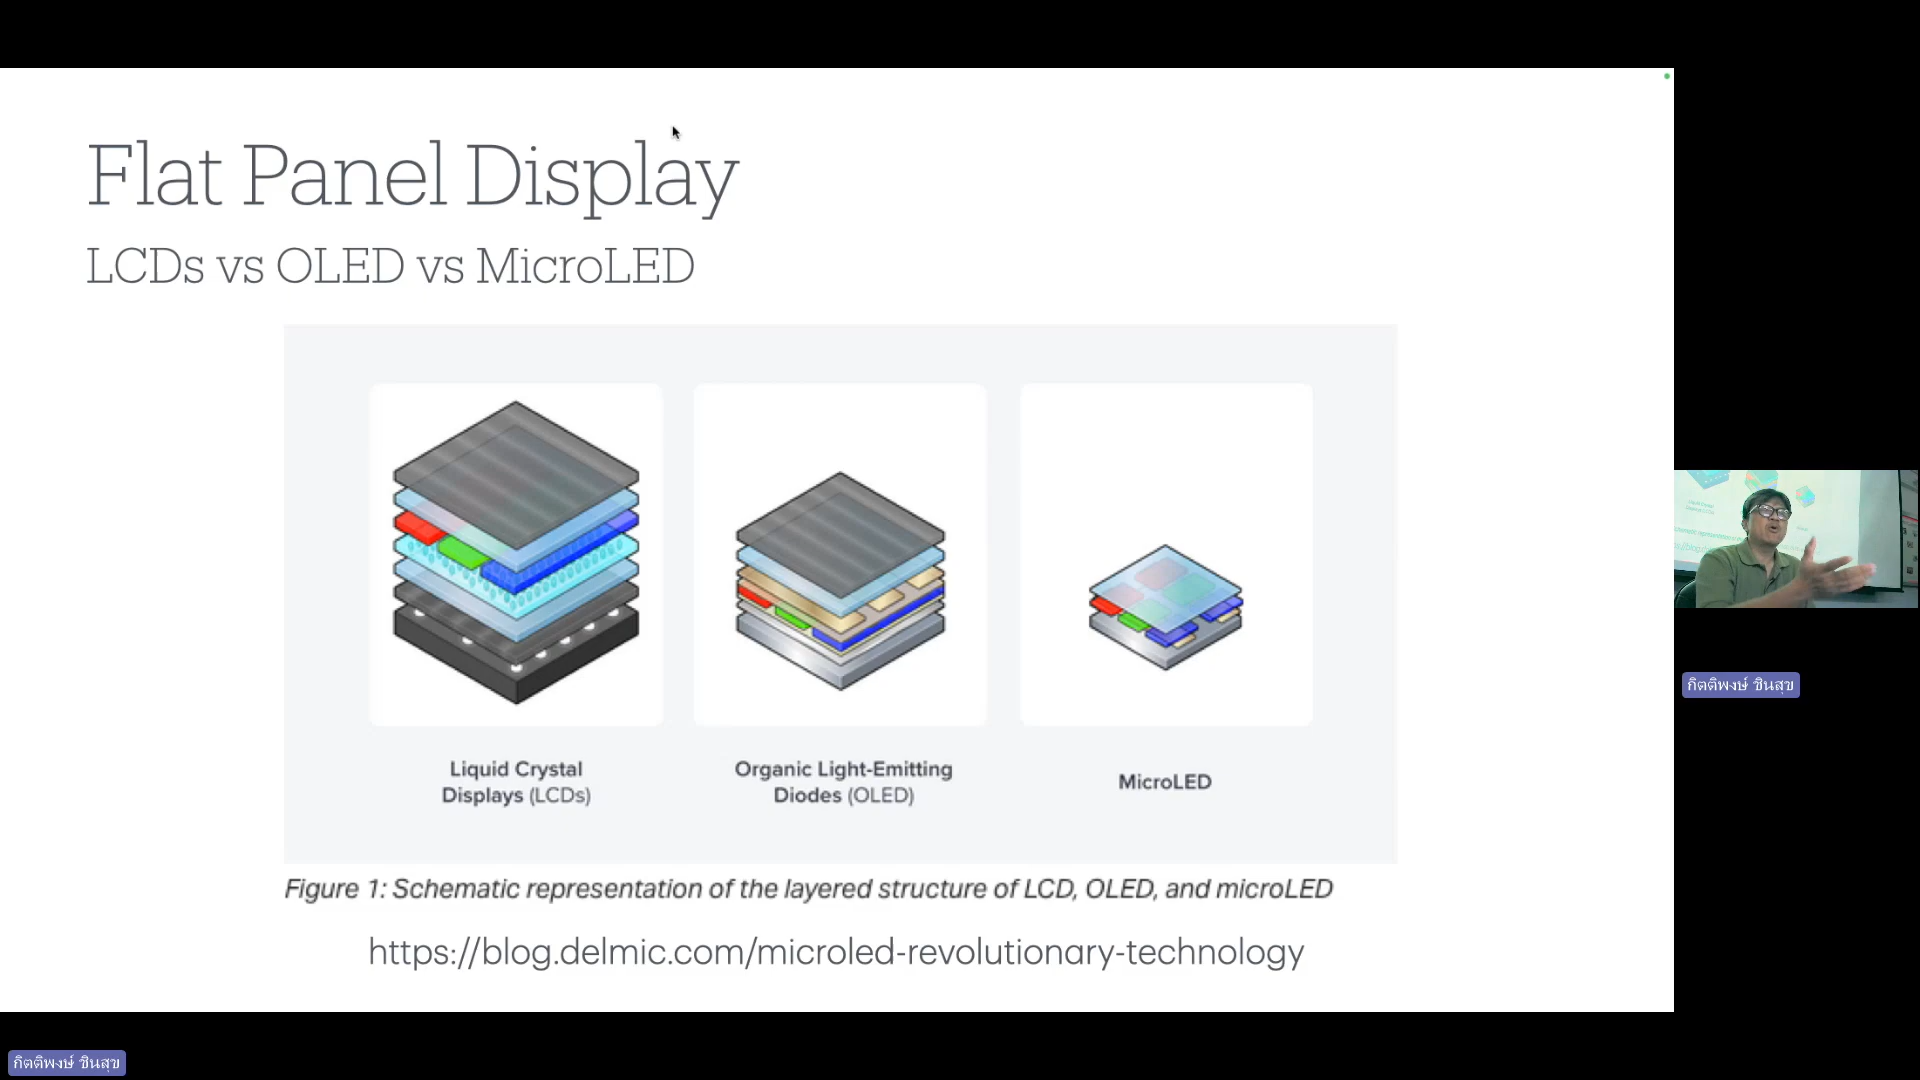 Flat Panel Display
LCDs vs OLED vs MicroLED
Liquid Crystal
Displays (LCDs)
Organic Light-Emitting
Diodes (OLED)
MicroLED
Figure 1: Schematic representation of the layered structure of LCD, OLED, and microLED
https://blog.delmic.com/microled-revolutionary-technology
กิตติพงษ์ ชินสุข
กิตติพงษ์ ชินสุข